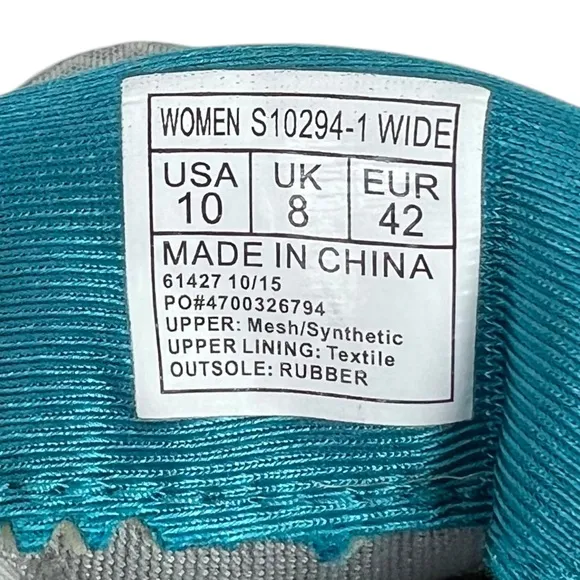 WOMEN S10294-1 WIDE
USA UK EUR
10 8 42
MADE IN CHINA
61427 10/15
PO#4700326794
UPPER: Mesh/Synthetic
UPPER LINING: Textile
OUTSOLE: RUBBER